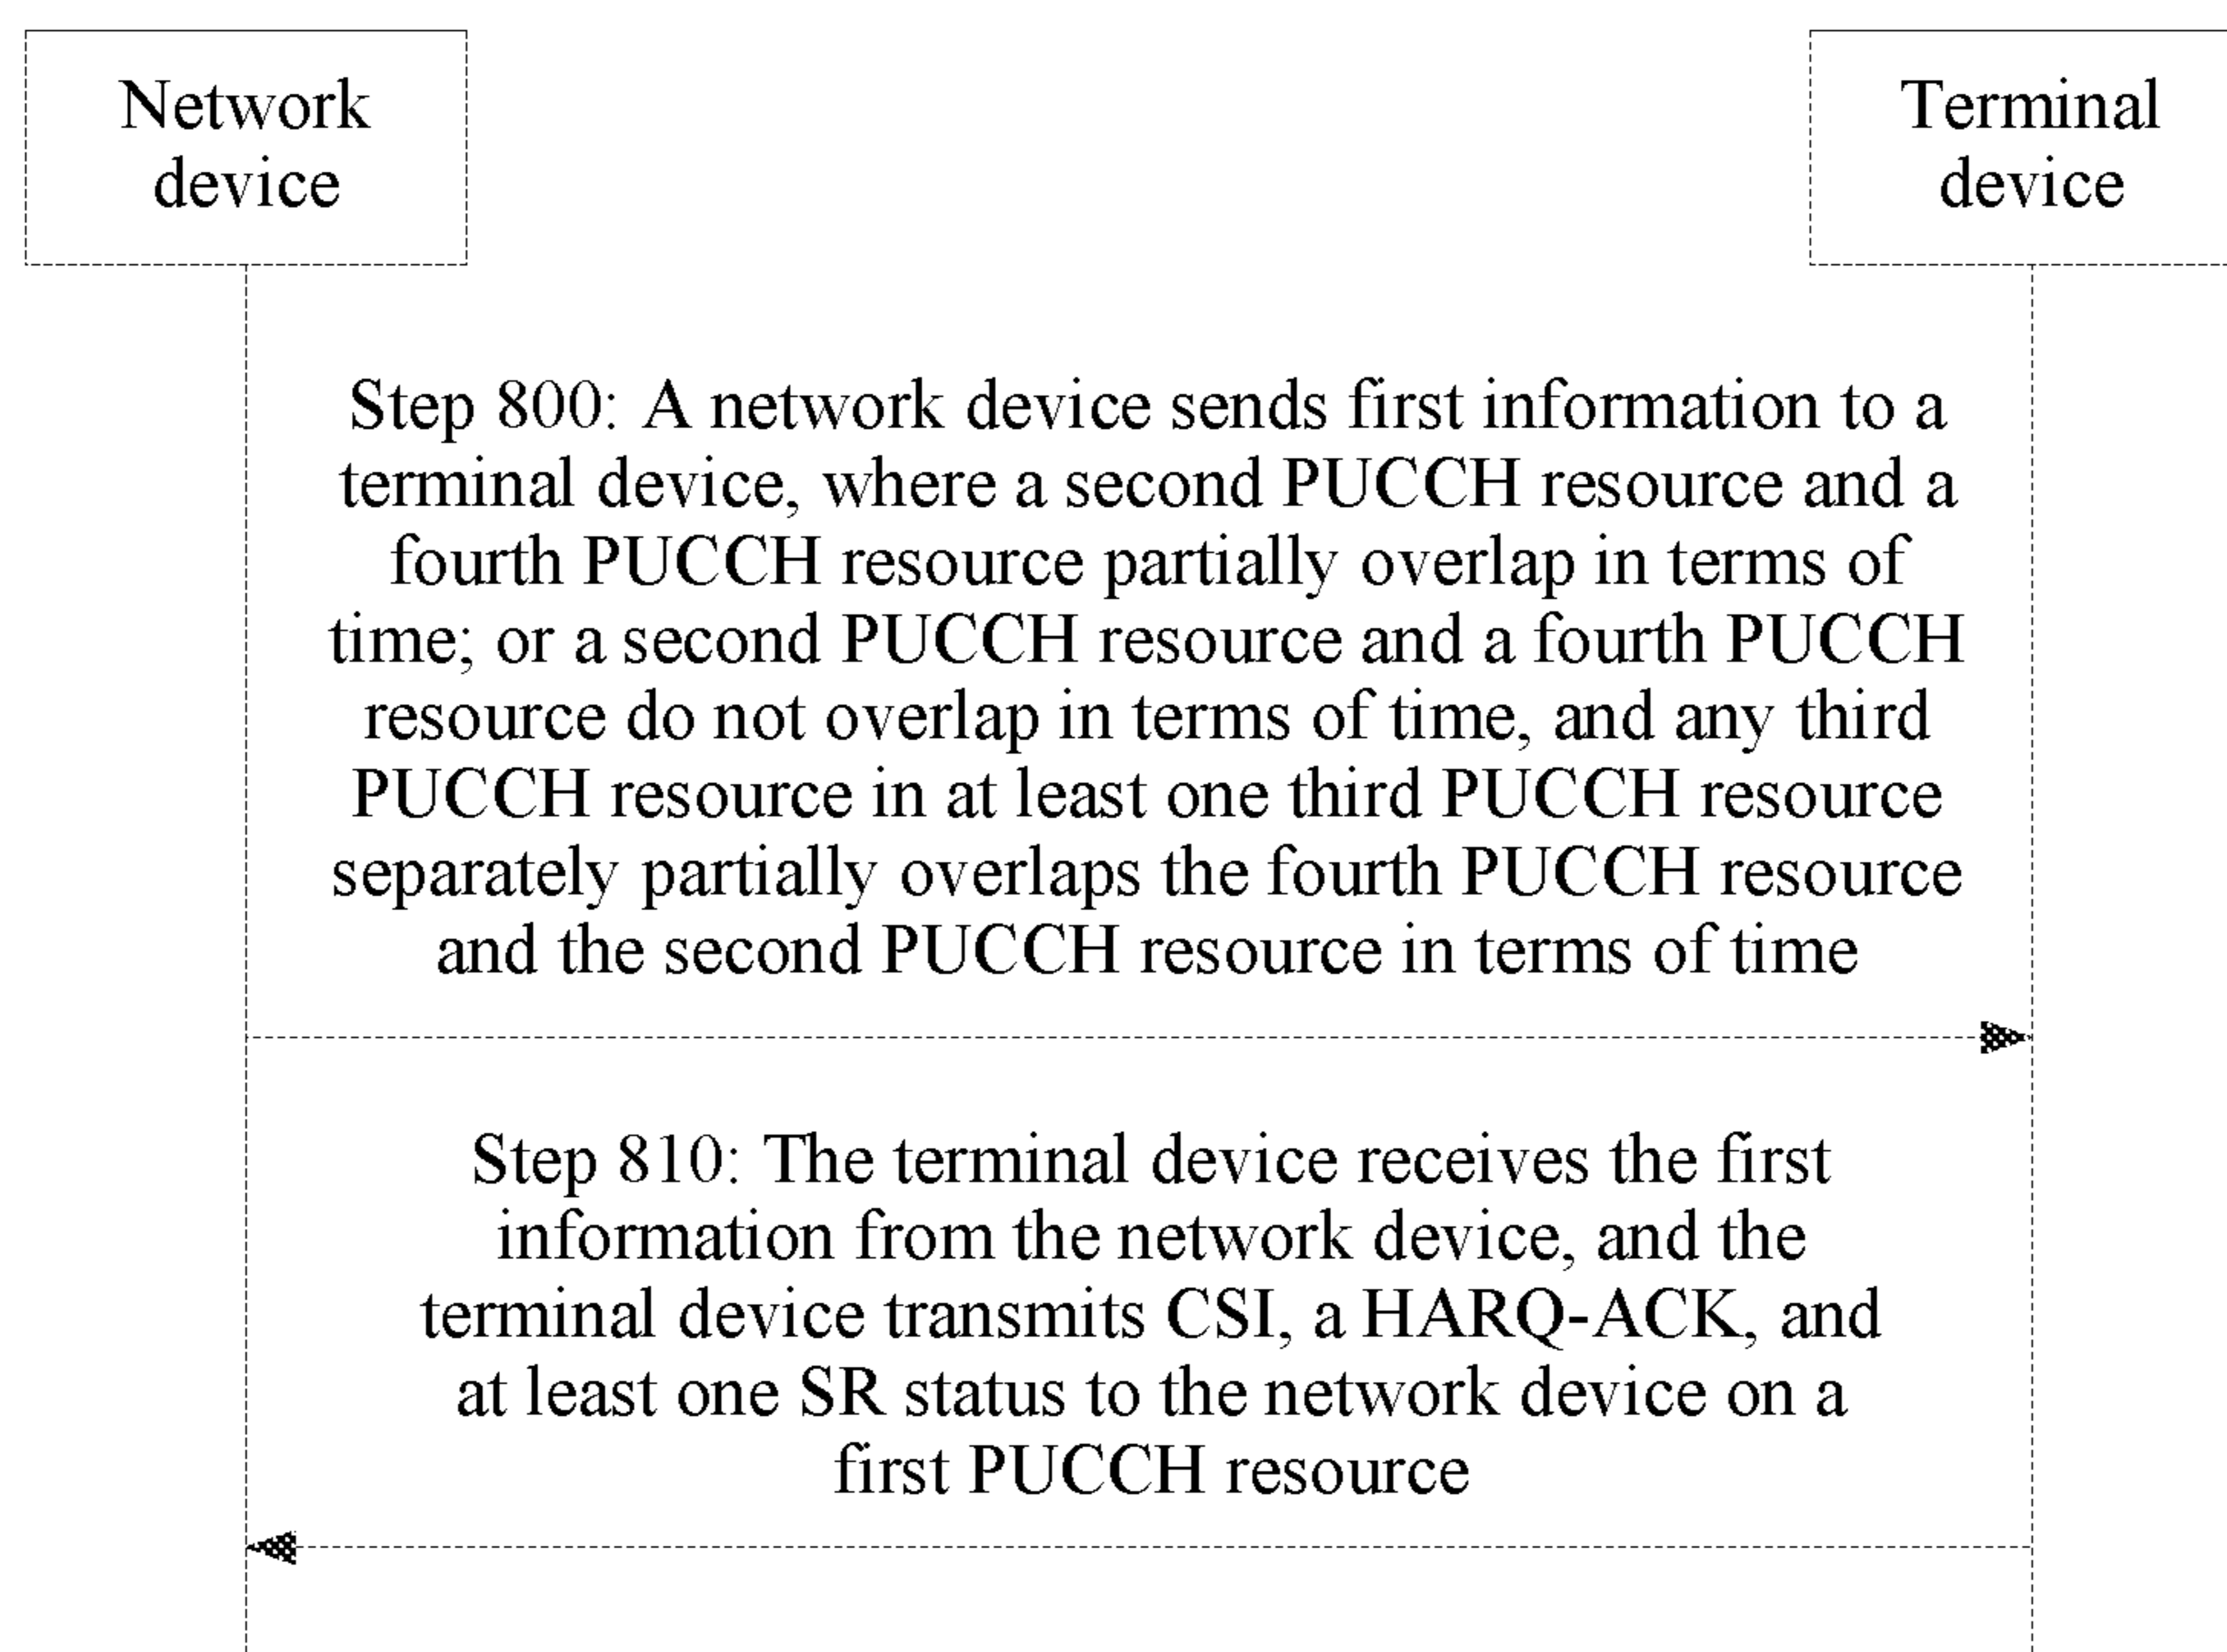 Network
device
Terminal
device
Step 800: A network device sends first information to a
terminal device, where a second PUCCH resource and a
fourth PUCCH resource partially overlap in terms of
time; or a second PUCCH resource and a fourth PUCCH
resource do not overlap in terms of time, and any third
PUCCH resource in at least one third PUCCH resource
separately partially overlaps the fourth PUCCH resource
and the second PUCCH resource in terms of time
Step 810: The terminal device receives the first
information from the network device, and the
terminal device transmits CSI, a HARQ-ACK, and
at least one SR status to the network device on a
first PUCCH resource